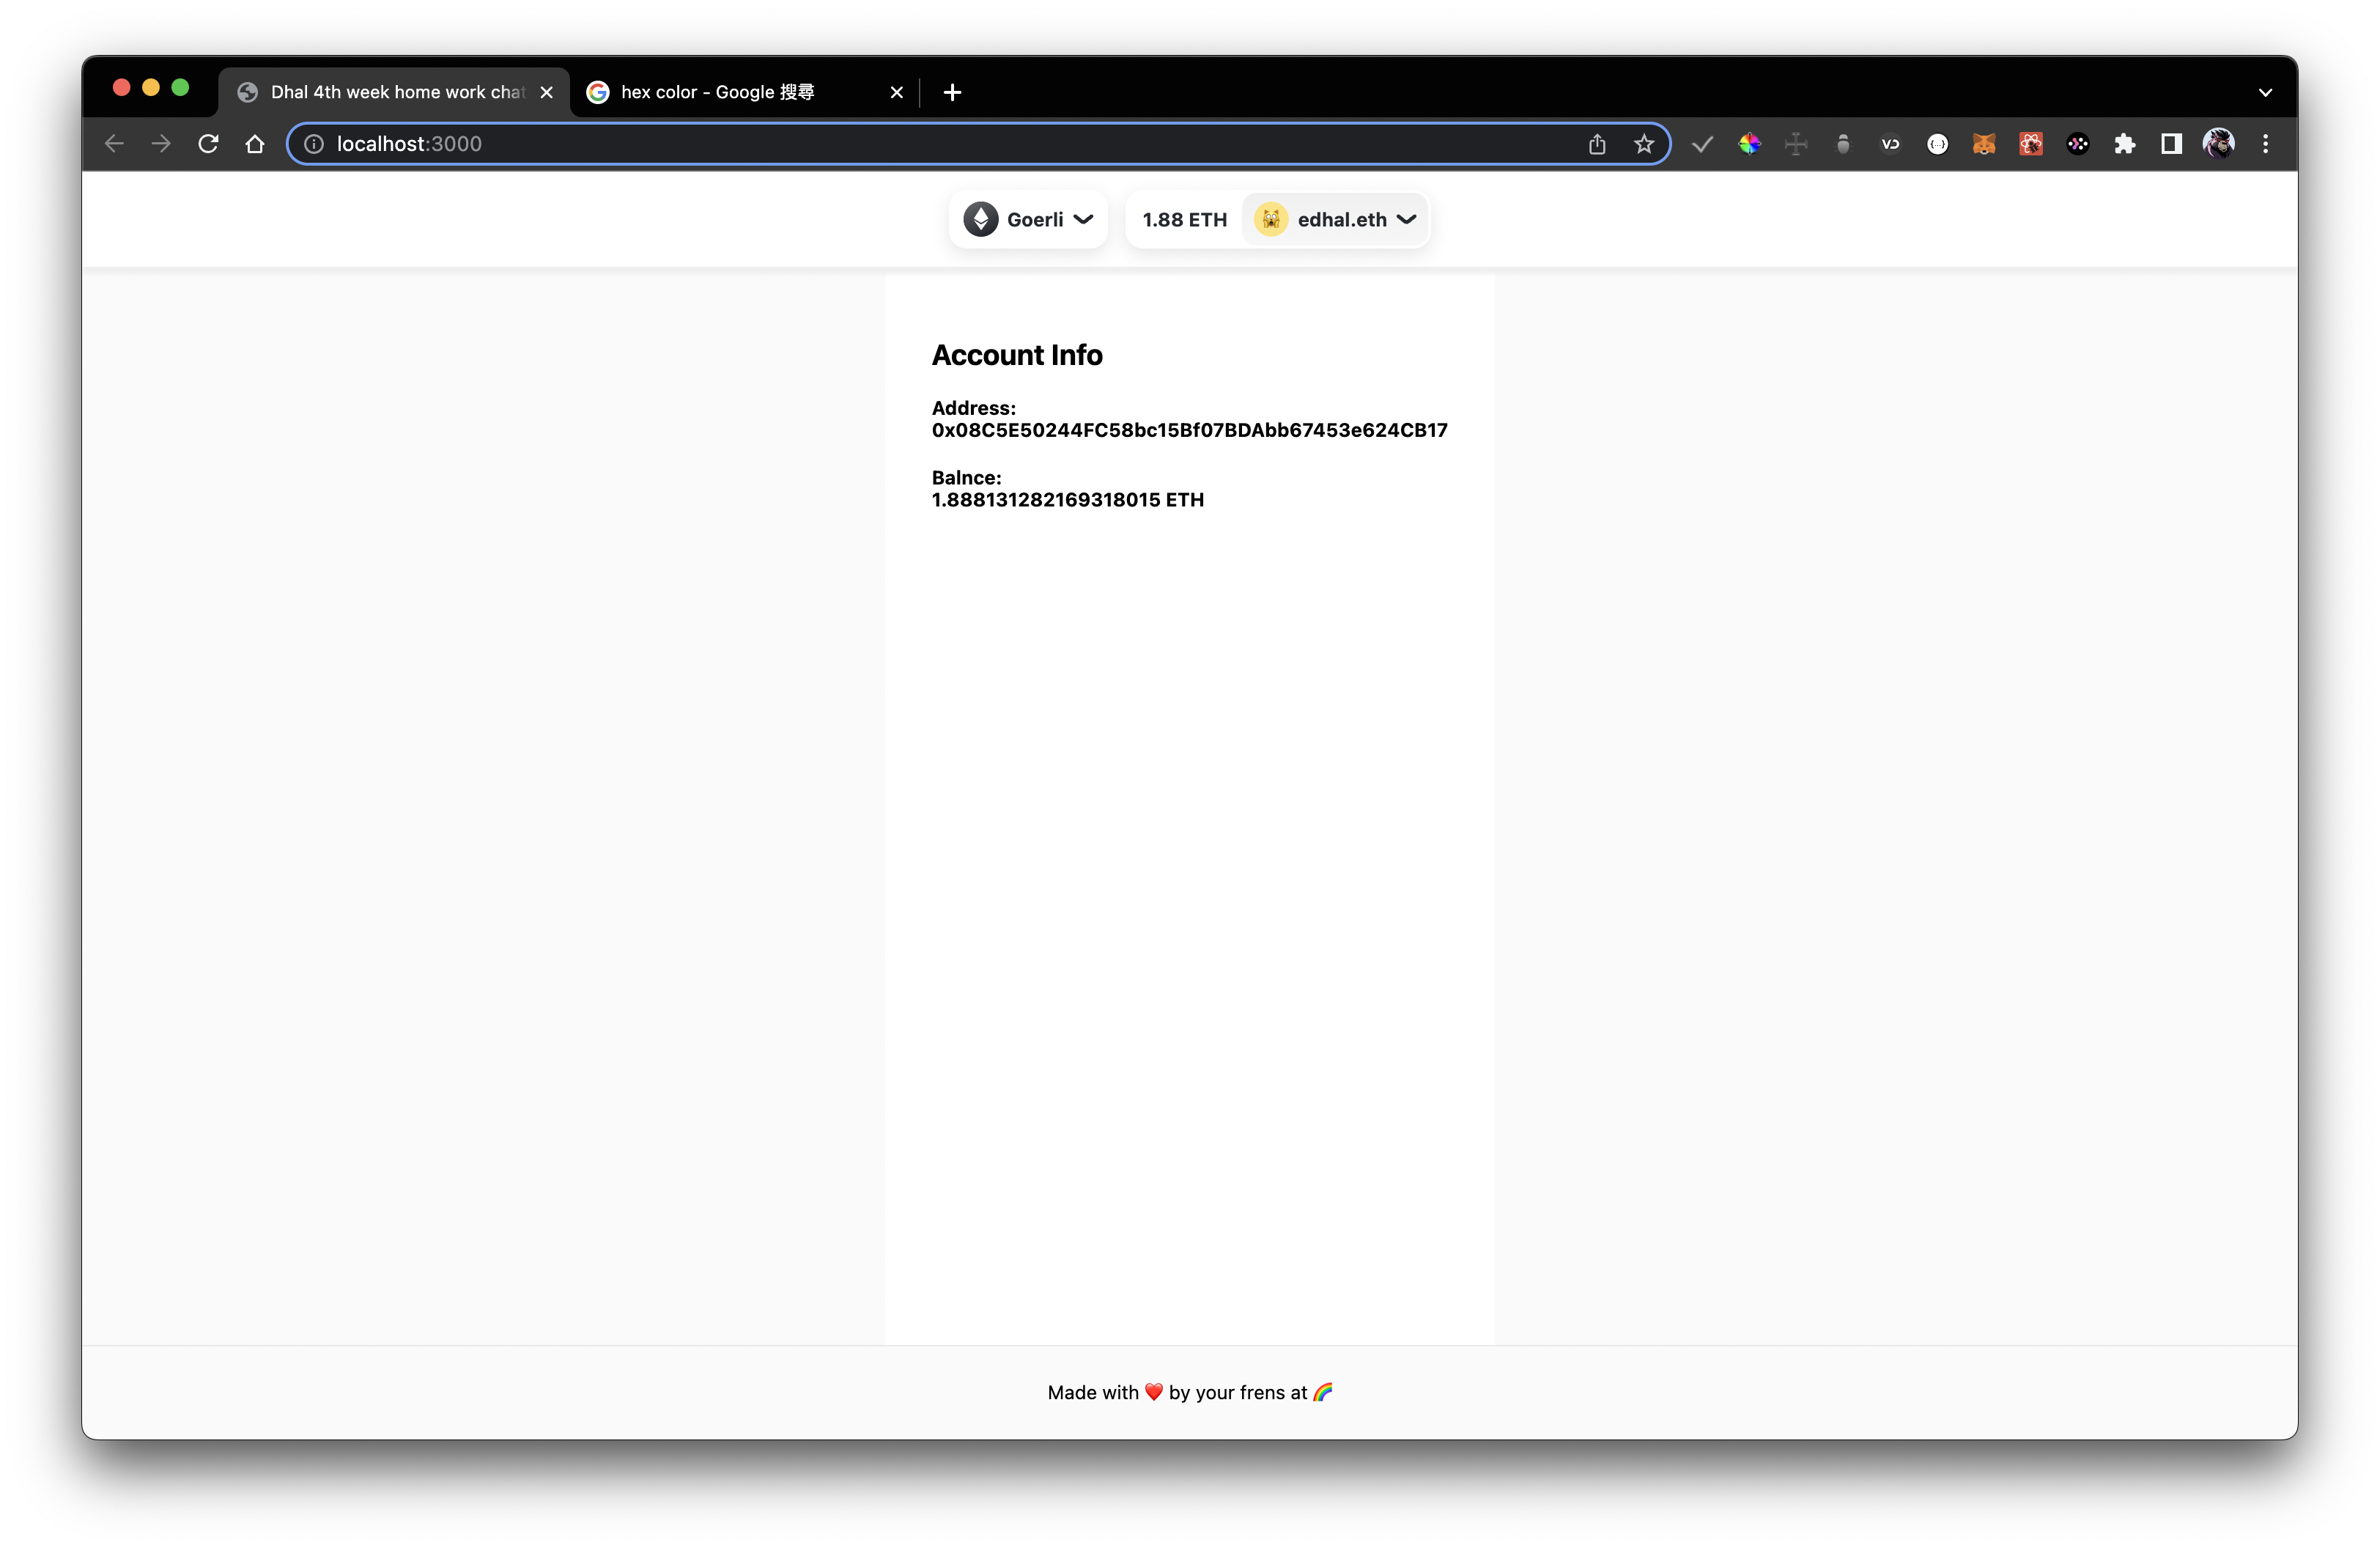 Dhal 4th week home work chat
hex color - Google 搜尋
localhost:3000
VD
Goerli
1.88 ETH
edhal.eth
Account Info
Address:
0x08C5E50244FC58bc15Bf07BDAbb67453e624CB17
Balnce:
1.888131282169318015 ETH
Made with ❤️ by your frens at 🌈